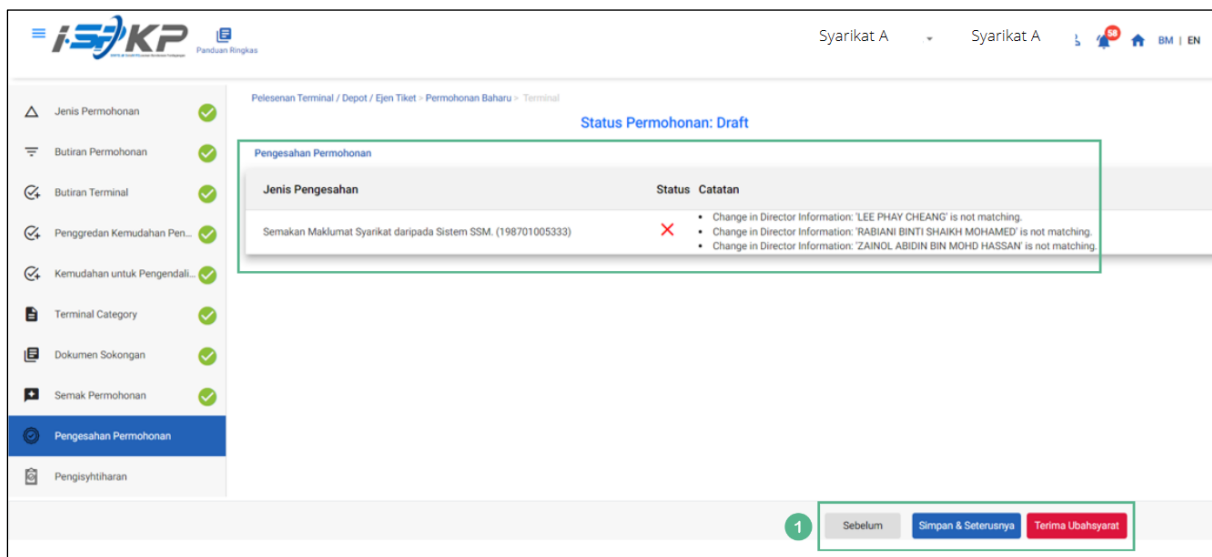 i-SPKP
Panduan Ringkas
Syarikat A
Syarikat A
58
BM | EN
Jenis Permohonan
Butiran Permohonan
Butiran Terminal
Penggredan Kemudahan Pen...
Kemudahan untuk Pengendali...
Terminal Category
Dokumen Sokongan
Semak Permohonan
Pengesahan Permohonan
Pengisyhtiharan
Pelesenan Terminal / Depot / Ejen Tiket > Permohonan Baharu > Terminal
Status Permohonan: Draft
Pengesahan Permohonan
Jenis Pengesahan Status Catatan
Semakan Maklumat Syarikat daripada Sistem SSM. (198701005333)
• Change in Director Information: 'LEE PHAY CHEANG' is not matching.
• Change in Director Information: 'RABIANI BINTI SHAIKH MOHAMED' is not matching.
• Change in Director Information: 'ZAINOL ABIDIN BIN MOHD HASSAN' is not matching.
1
Sebelum
Simpan & Seterusnya
Terima Ubahsyarat